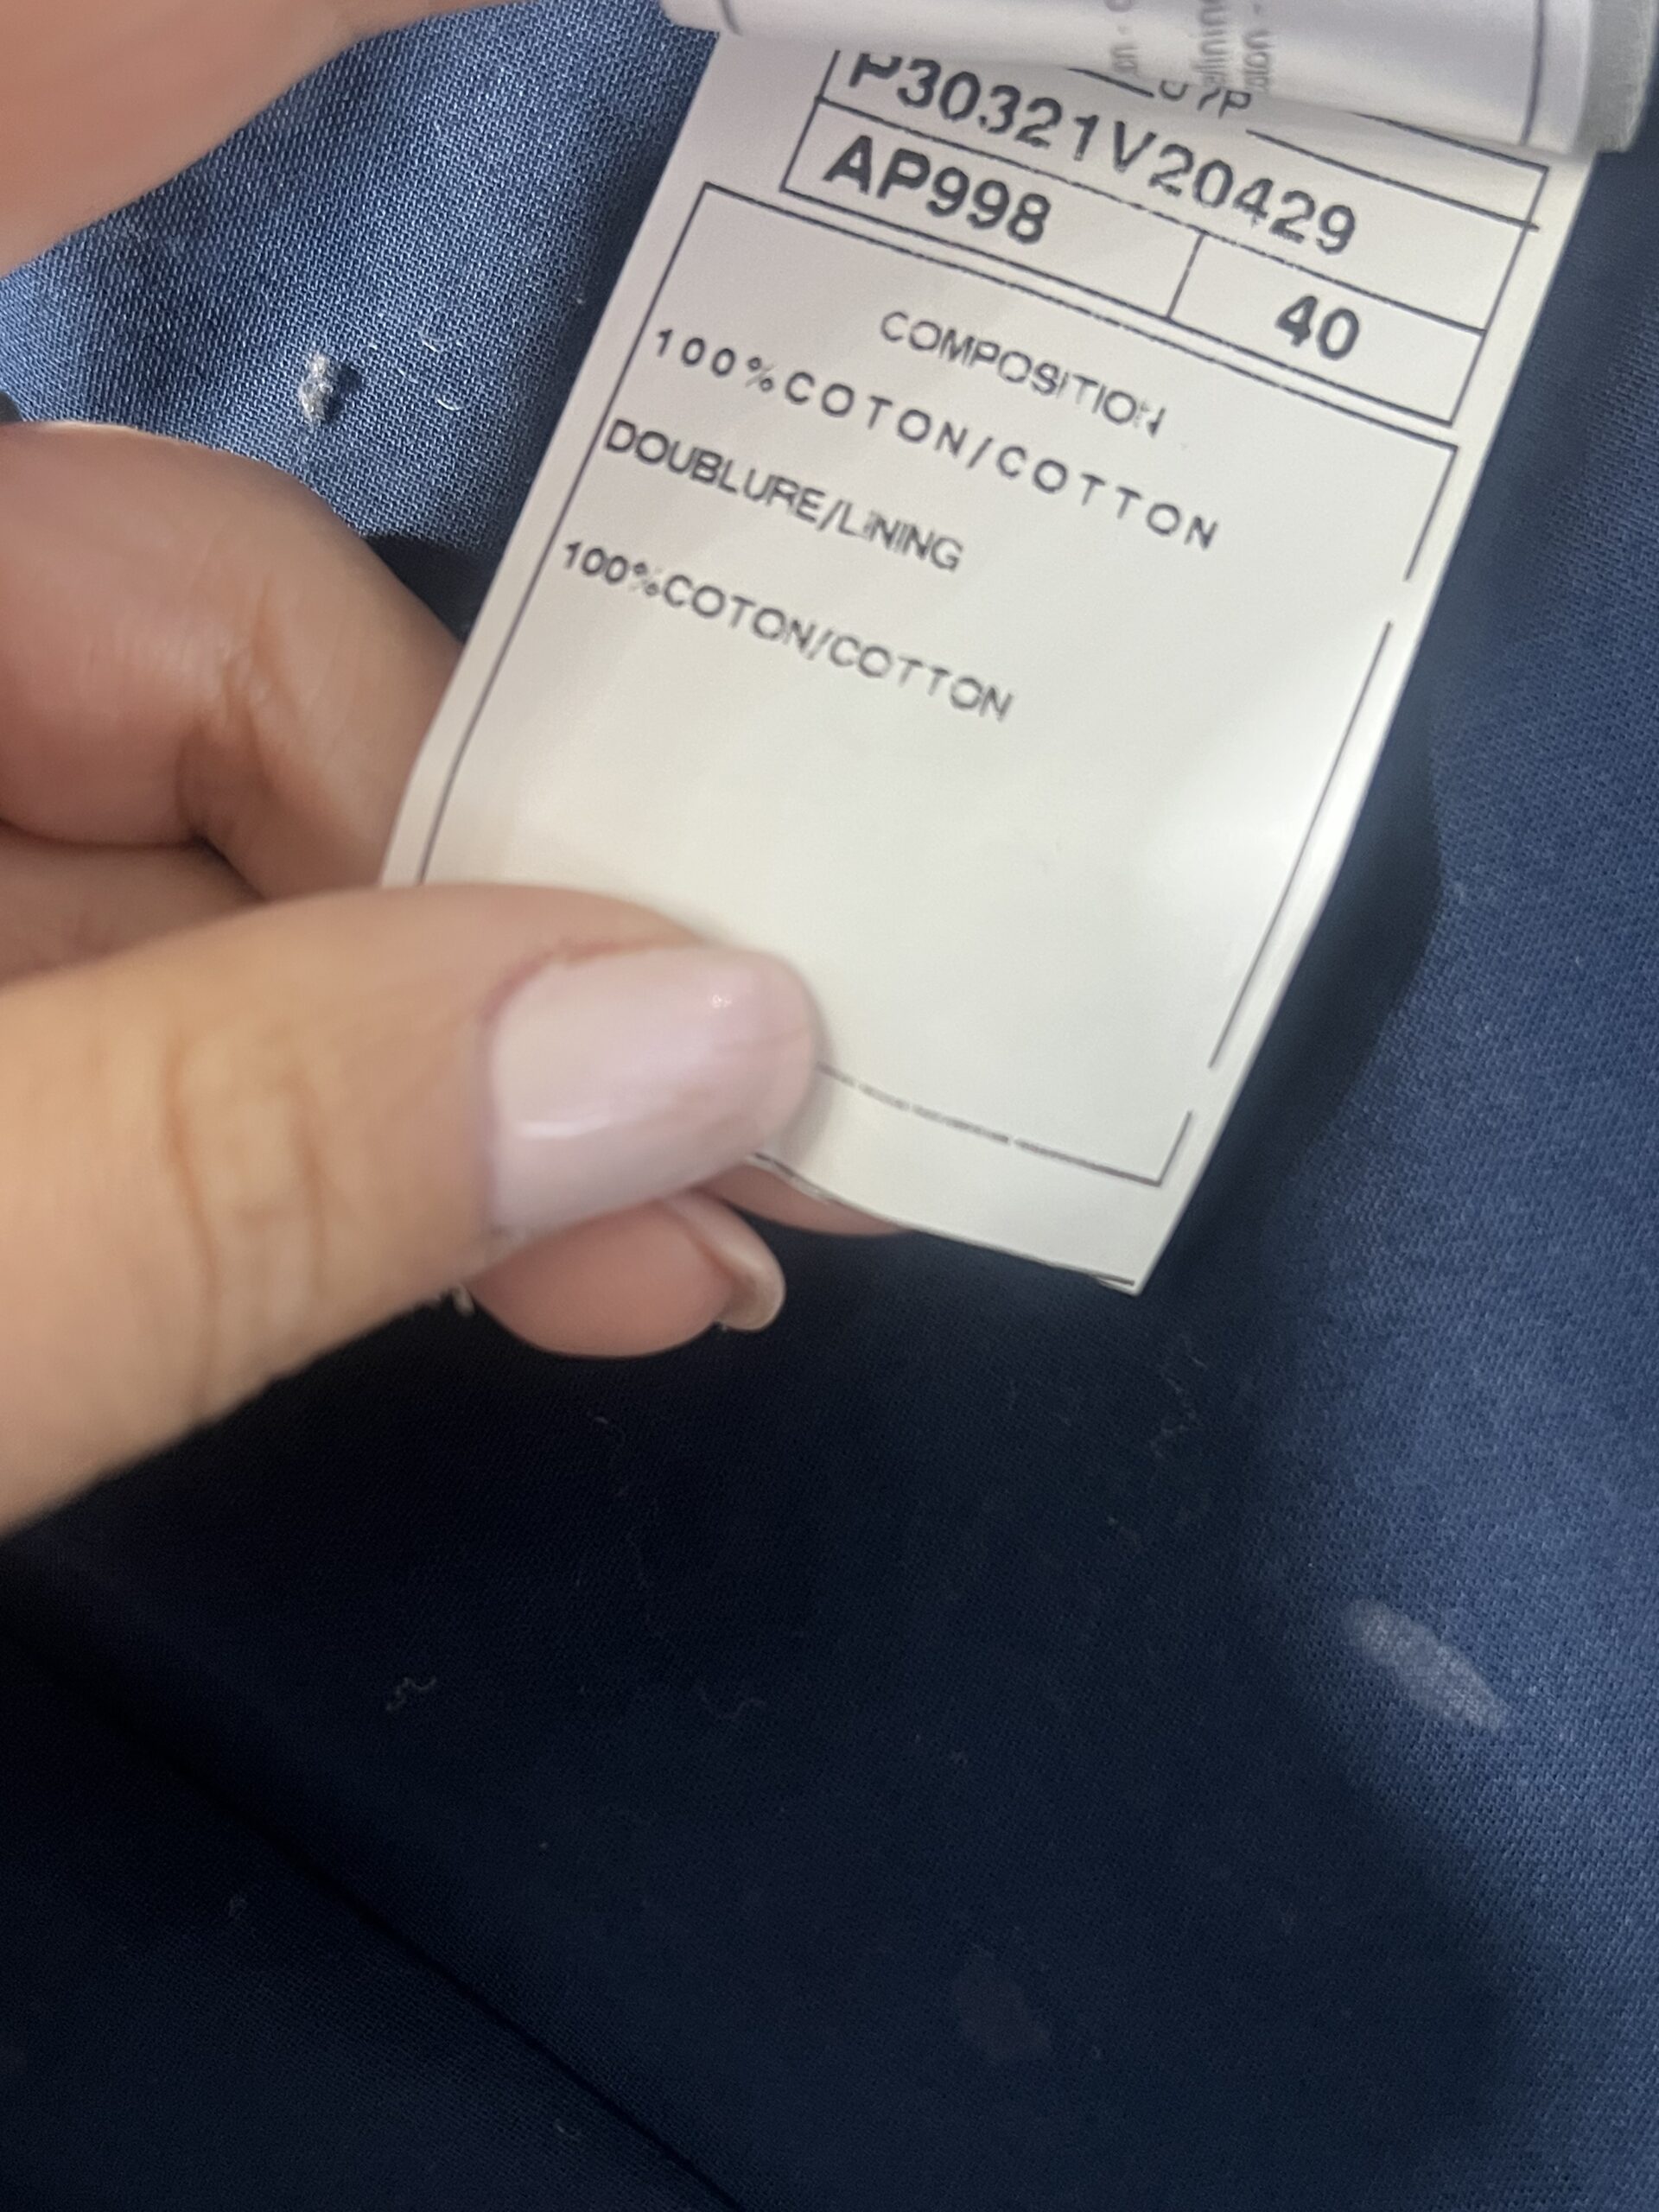 P30321V20429
AP998
40
COMPOSITION
100%COTON/COTTON
DOUBLURE/LINING
100%COTON/COTTON